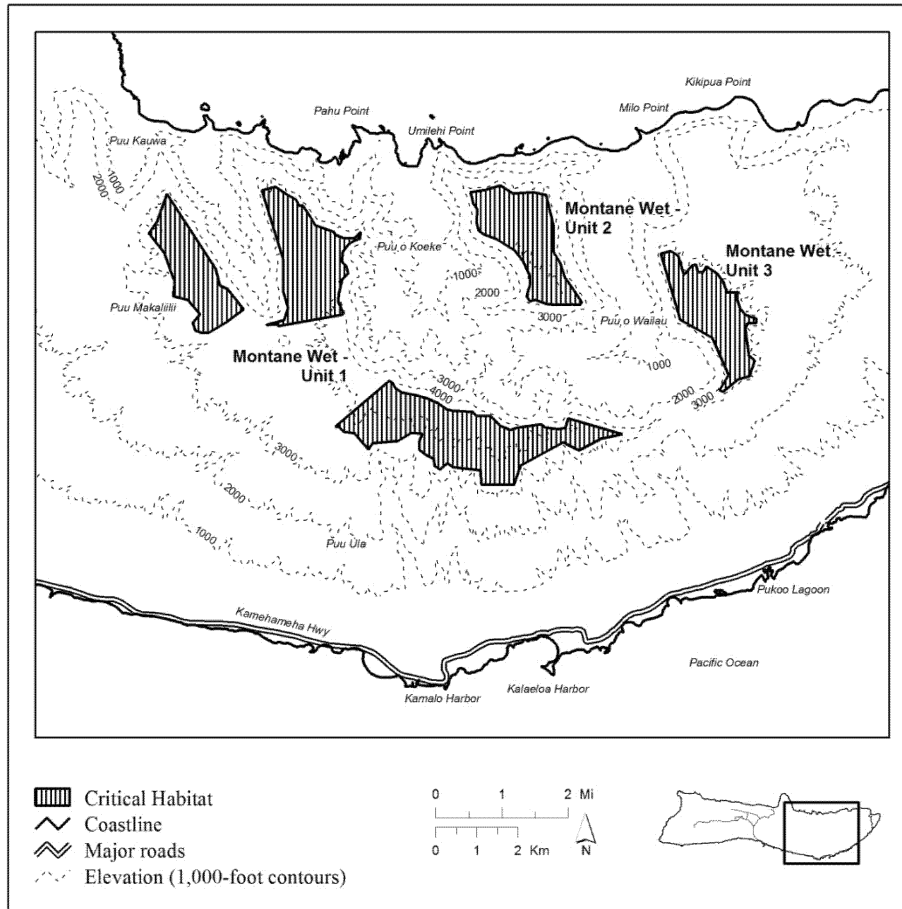 Kikipua Point
Pahu Point
Milo Point
Umilehi Point
Puu Kauwa
1000
2000
Montane Wet -
Unit 2
Puu o Koeke
Montane Wet -
Unit 3
1000
2000
Puu Makaliilii
3000
Puu o Wailau
Montane Wet -
Unit 1
1000
3000
4000
2000
3000
3000
2000
1000
Puu Ula
Pukoo Lagoon
Kamehameha Hwy
Pacific Ocean
Kamalo Harbor
Kalaeloa Harbor
Critical Habitat
Coastline
Major roads
Elevation (1,000-foot contours)
0 1 2 Mi
0 1 2 Km
N